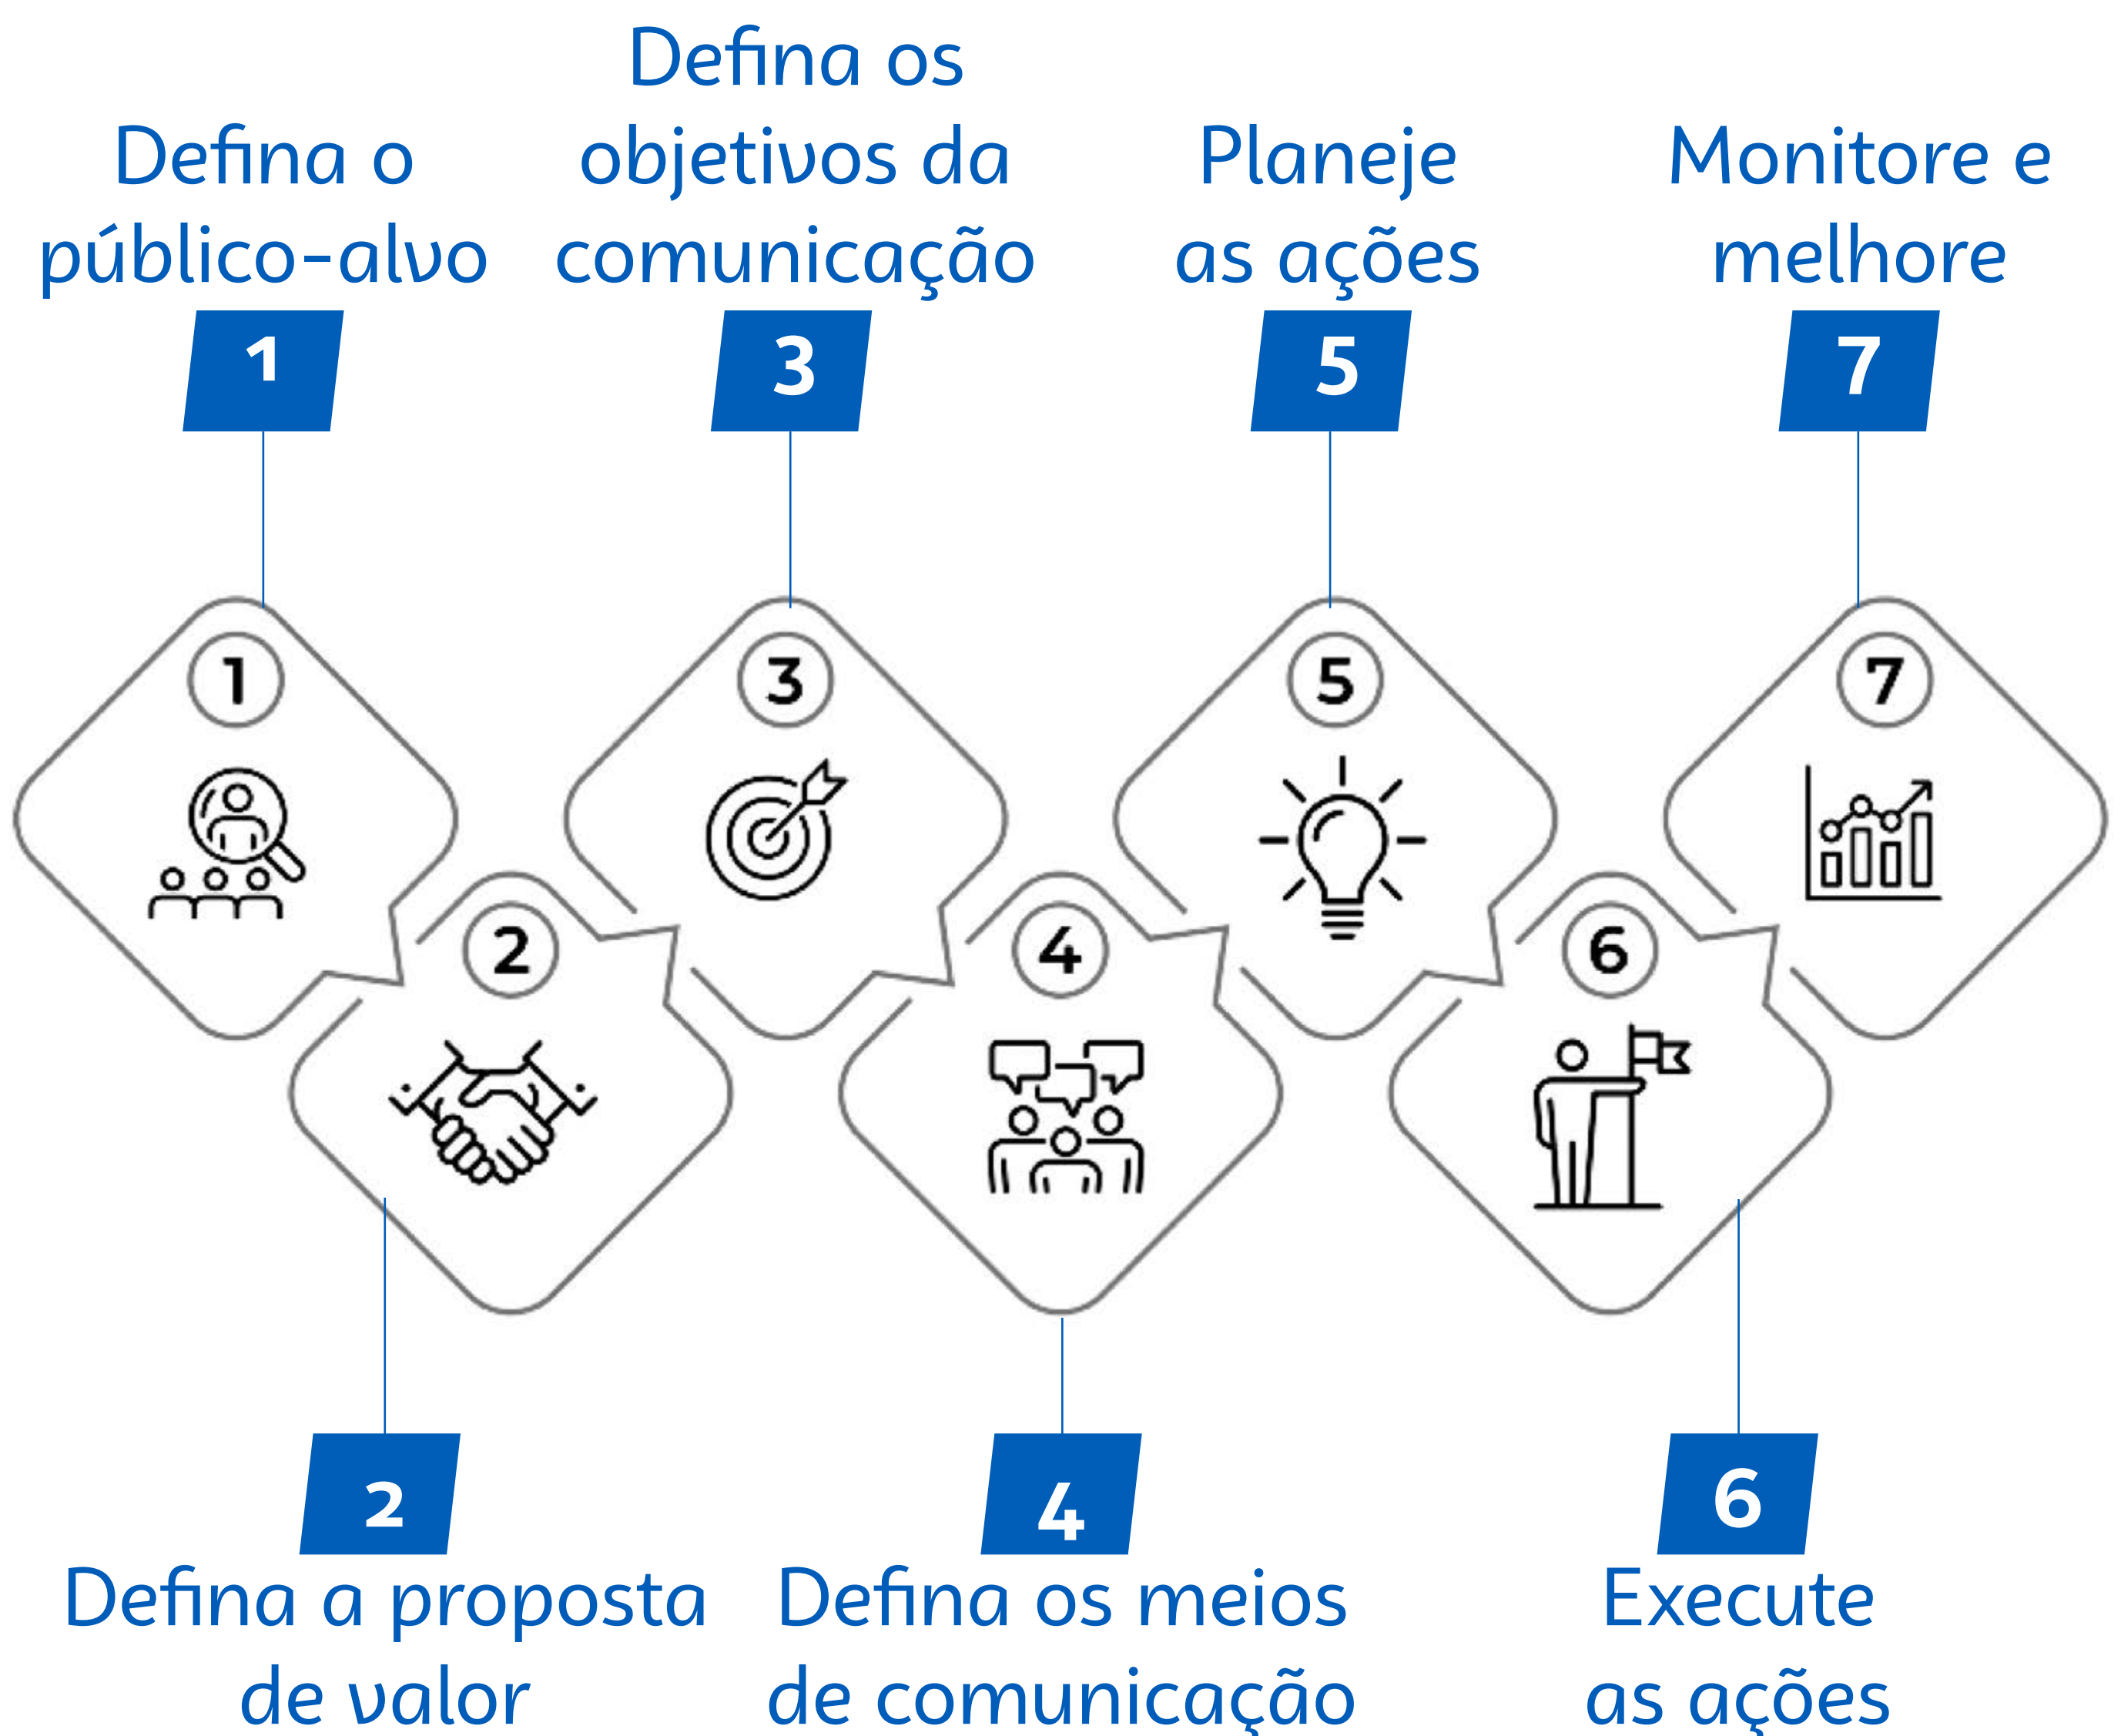 Defina o
público-alvo
1
Defina os
objetivos da
comunicação
3
Planeje
as ações
5
Monitore e
melhore
7
1
3
5
7
2
4
6
2
Defina a proposta
de valor
4
Defina os meios
de comunicação
6
Execute
as ações